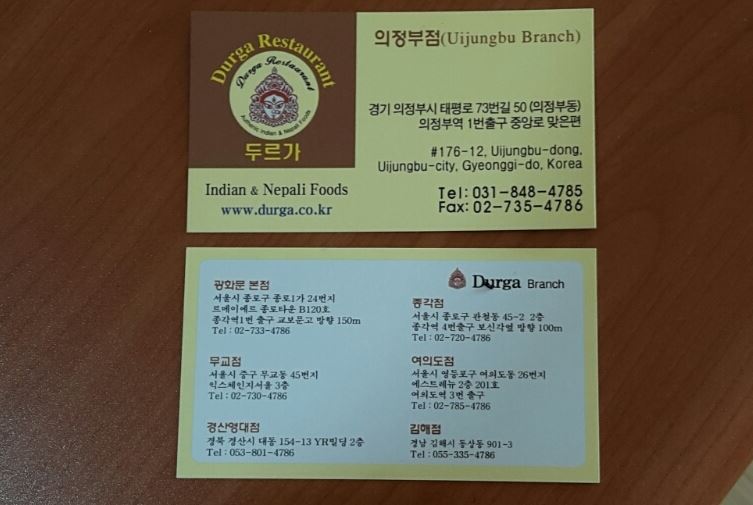 Durga Restaurant
Durga Restaurant
Authentic Indian & Nepali Foods
두르가
Indian & Nepali Foods
www.durga.co.kr
의정부점(Uijungbu Branch)
경기 의정부시 태평로 73번길 50 (의정부동)
의정부역 1번출구 중앙로 맞은편
#176-12, Uijungbu-dong,
Uijungbu-city, Gyeonggi-do, Korea
Tel: 031-848-4785
Fax: 02-735-4786
Durga Branch
광화문 본점
서울시 종로구 종로1가 24번지
르메이에르 종로타운 B120호
종각역1번 출구 교보문고 방향 150m
Tel : 02-733-4786
종각점
서울시 종로구 관철동 45-2 2층
종각역 4번출구 보신각옆 방향 100m
Tel : 02-720-4786
무교점
서울시 중구 무교동 45번지
익스체인지서울 3층
Tel : 02-730-4786
여의도점
서울시 영등포구 여의도동 26번지
에스트레뉴 2층 201호
여의도역 3번 출구
Tel : 02-785-4786
경산영대점
경북 경산시 대동 154-13 YR빌딩 2층
Tel : 053-801-4786
김해점
경남 김해시 동상동 901-3
Tel : 055-335-4786